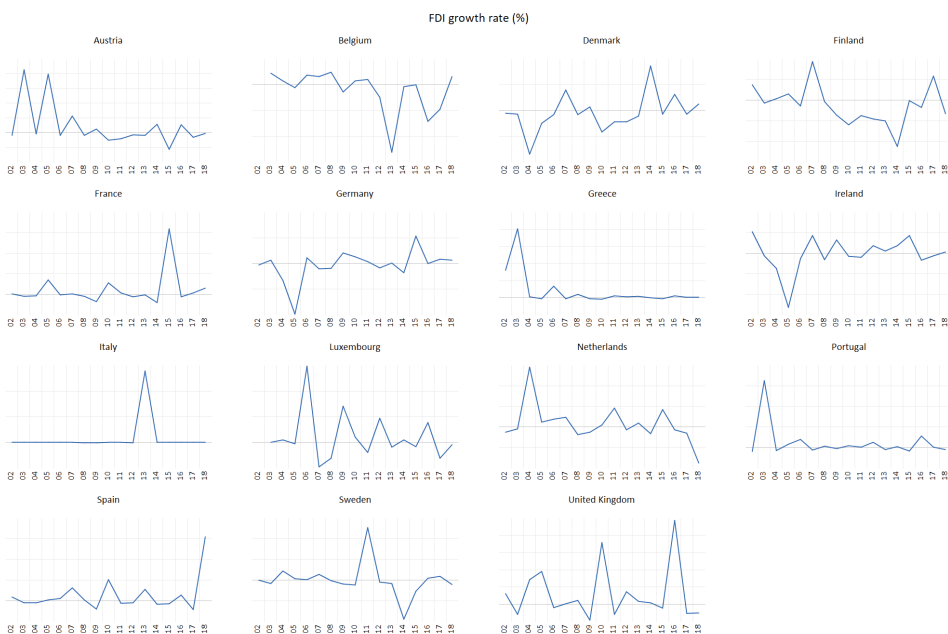 FDI growth rate (%)
Austria Belgium Denmark Finland
02 03 04 05 06 07 08 09 10 11 12 13 14 15 16 17 18 02 03 04 05 06 07 08 09 10 11 12 13 14 15 16 17 18 02 03 04 05 06 07 08 09 10 11 12 13 14 15 16 17 18 02 03 04 05 06 07 08 09 10 11 12 13 14 15 16 17 18
France Germany Greece Ireland
02 03 04 05 06 07 08 09 10 11 12 13 14 15 16 17 18 02 03 04 05 06 07 08 09 10 11 12 13 14 15 16 17 18 02 03 04 05 06 07 08 09 10 11 12 13 14 15 16 17 18 02 03 04 05 06 07 08 09 10 11 12 13 14 15 16 17 18
Italy Luxembourg Netherlands Portugal
02 03 04 05 06 07 08 09 10 11 12 13 14 15 16 17 18 02 03 04 05 06 07 08 09 10 11 12 13 14 15 16 17 18 02 03 04 05 06 07 08 09 10 11 12 13 14 15 16 17 18 02 03 04 05 06 07 08 09 10 11 12 13 14 15 16 17 18
Spain Sweden United Kingdom
02 03 04 05 06 07 08 09 10 11 12 13 14 15 16 17 18 02 03 04 05 06 07 08 09 10 11 12 13 14 15 16 17 18 02 03 04 05 06 07 08 09 10 11 12 13 14 15 16 17 18